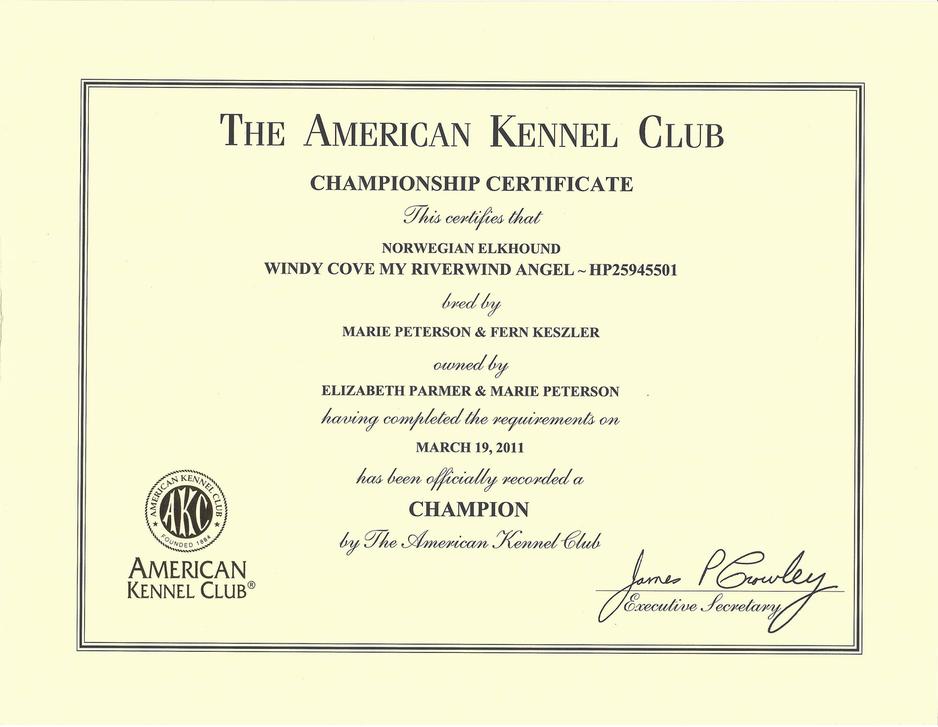 THE AMERICAN KENNEL CLUB
CHAMPIONSHIP CERTIFICATE
This certifies that
NORWEGIAN ELKHOUND
WINDY COVE MY RIVERWIND ANGEL ~ HP25945501
bred by
MARIE PETERSON & FERN KESZLER
owned by
ELIZABETH PARMER & MARIE PETERSON
having completed the requirements on
MARCH 19, 2011
has been officially recorded a
CHAMPION
by The American Kennel Club
AMERICAN KENNEL CLUB
AKC
FOUNDED 1884
AMERICAN
KENNEL CLUB®
James P Crowley
Executive Secretary